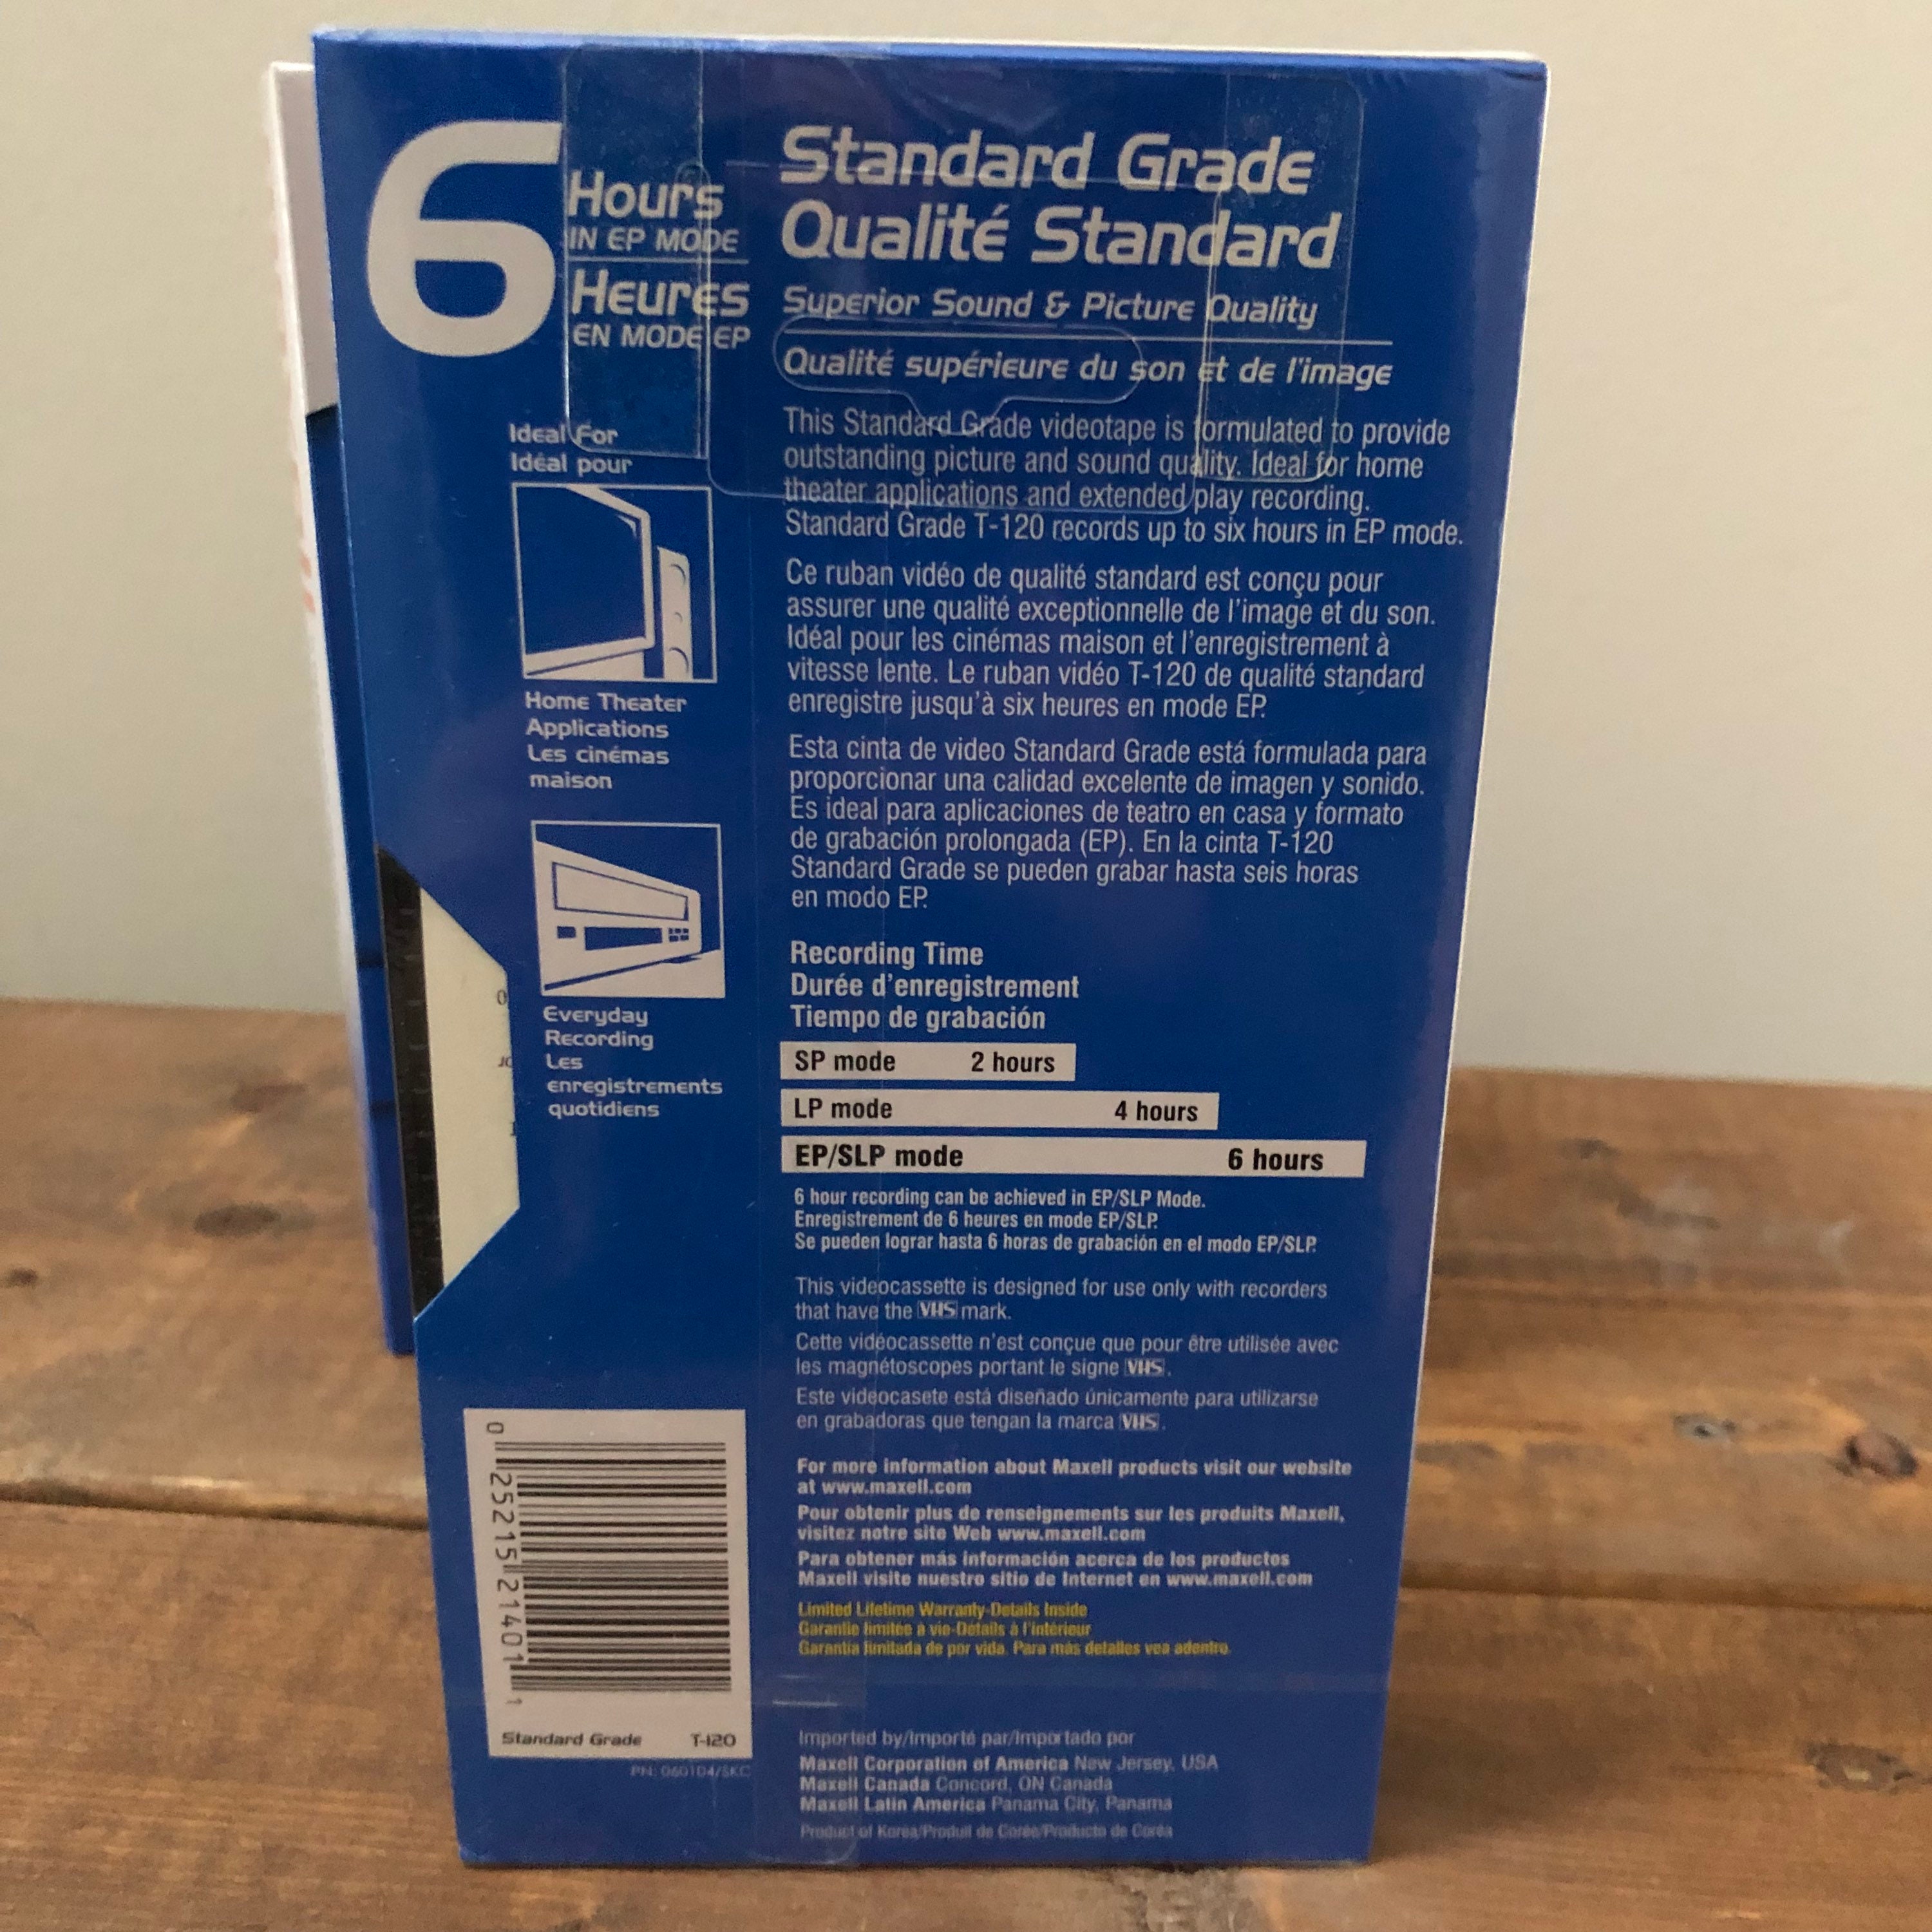 6
Hours
IN EP MODE
Heures
EN MODE EP
Standard Grade
Qualité Standard
Superior Sound & Picture Quality
Qualité supérieure du son et de l'image
This Standard Grade videotape is formulated to provide
outstanding picture and sound quality. Ideal for home
theater applications and extended play recording.
Standard Grade T-120 records up to six hours in EP mode.
Ce ruban vidéo de qualité standard est conçu pour
assurer une qualité exceptionnelle de l'image et du son.
Idéal pour les cinémas maison et l'enregistrement à
vitesse lente. Le ruban vidéo T-120 de qualité standard
enregistre jusqu'à six heures en mode EP.
Esta cinta de video Standard Grade está formulada para
proporcionar una calidad excelente de imagen y sonido.
Es ideal para aplicaciones de teatro en casa y formato
de grabación prolongada (EP). En la cinta T-120
Standard Grade se pueden grabar hasta seis horas
en modo EP.
Ideal For
Idéal pour
Home Theater
Applications
Les cinémas
maison
Everyday
Recording
Les
enregistrements
quotidiens
Recording Time
Durée d'enregistrement
Tiempo de grabación
SP mode 2 hours
LP mode 4 hours
EP/SLP mode 6 hours
6 hour recording can be achieved in EP/SLP Mode.
Enregistrement de 6 heures en mode EP/SLP.
Se pueden lograr hasta 6 horas de grabación en el modo EP/SLP.
This videocassette is designed for use only with recorders
that have the VHS mark.
Cette vidéocassette n'est conçue que pour être utilisée avec
les magnétoscopes portant le signe VHS.
Este videocasete está diseñado únicamente para utilizarse
en grabadoras que tengan la marca VHS.
For more information about Maxell products visit our website
at www.maxell.com
Pour obtenir plus de renseignements sur les produits Maxell,
visitez notre site Web www.maxell.com
Para obtener más información acerca de los productos
Maxell visite nuestro sitio de Internet en www.maxell.com
Limited Lifetime Warranty-Details Inside
Garantie limitée à vie-Détails à l'intérieur
Garantía limitada de por vida. Para más detalles vea adentro.
0 25215 21401 1
Standard Grade T-120
PN: 060104/SKC
Imported by/Importé par/Importado por
Maxell Corporation of America New Jersey, USA
Maxell Canada Concord, ON Canada
Maxell Latin America Panama City, Panama
Product of Korea/Produit de Corée/Producto de Coréa